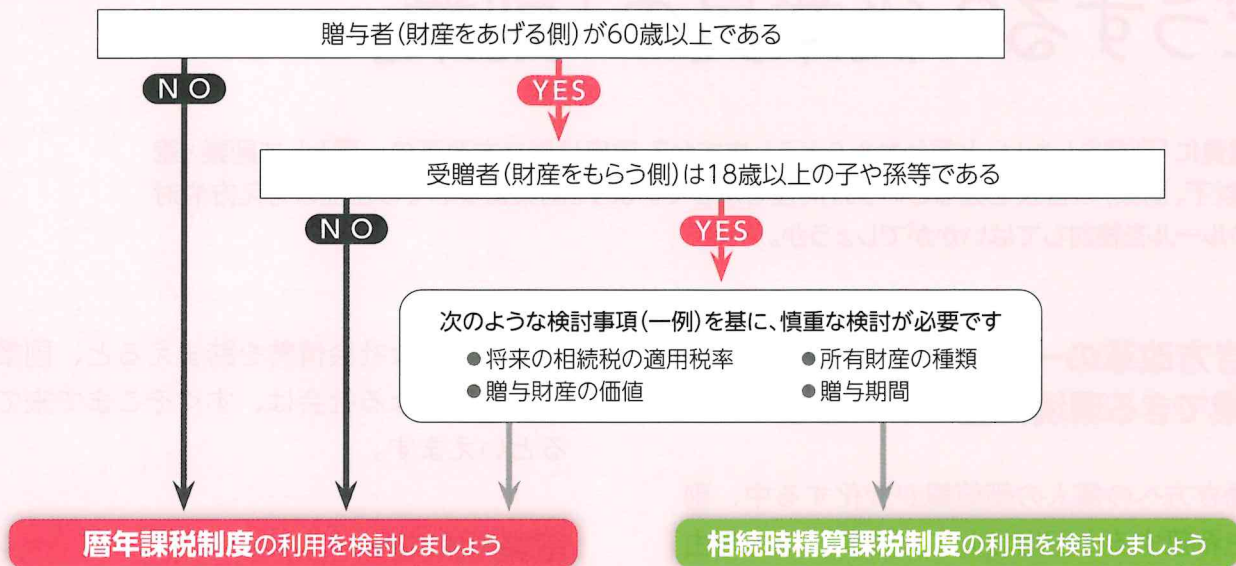 贈与者(財産をあげる側)が60歳以上である
NO
YES
受贈者(財産をもらう側)は18歳以上の子や孫等である
NO
YES
次のような検討事項(一例)を基に、慎重な検討が必要です
●将来の相続税の適用税率 ●所有財産の種類
●贈与財産の価値 ●贈与期間
暦年課税制度の利用を検討しましょう
相続時精算課税制度の利用を検討しましょう